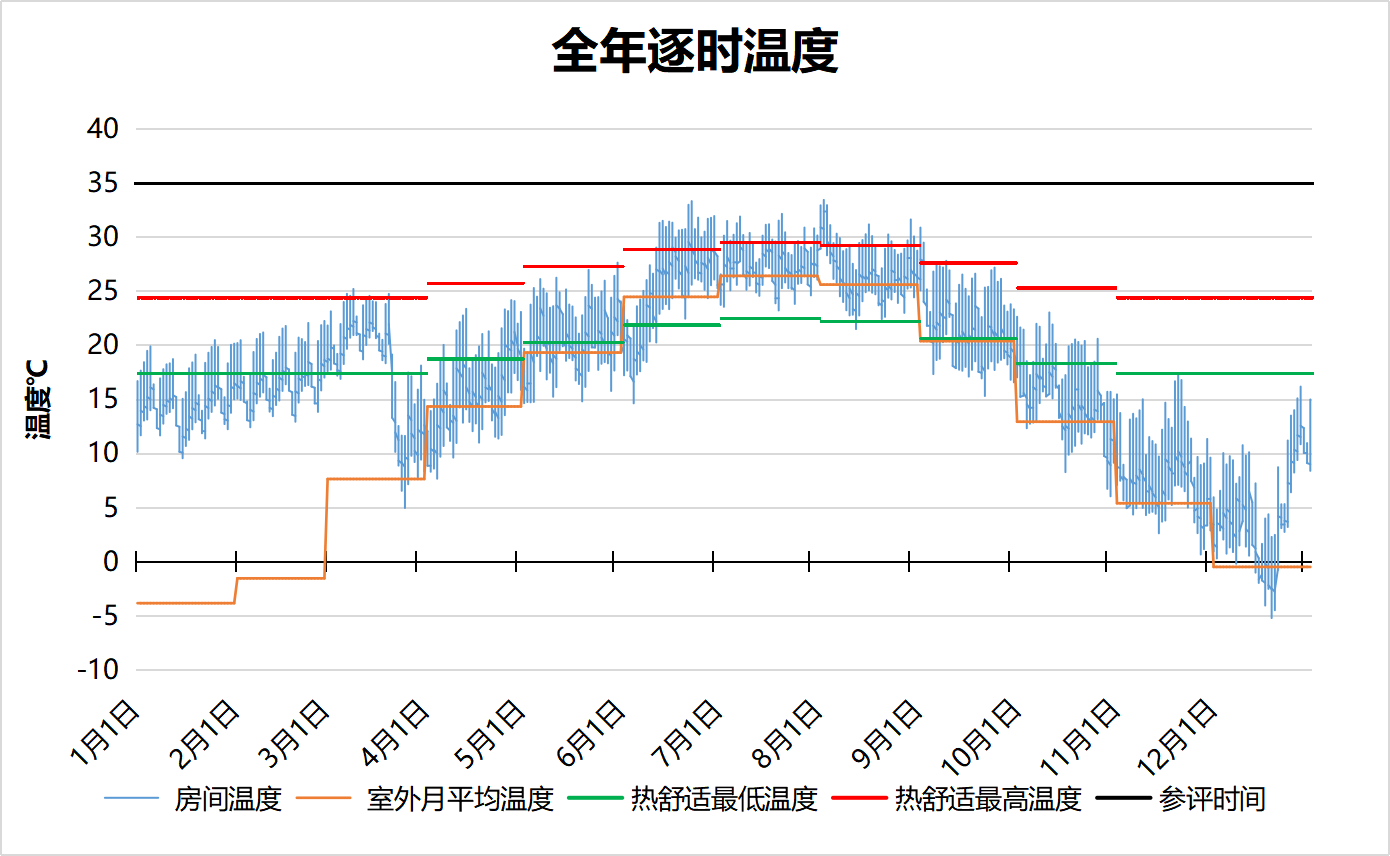 全年逐时温度
40
35
30
25
20
15
10
5
0
-5
-10
温度℃
1月1日
2月1日
3月1日
4月1日
5月1日
6月1日
7月1日
8月1日
9月1日
10月1日
11月1日
12月1日
房间温度 室外月平均温度 热舒适最低温度 热舒适最高温度 参评时间